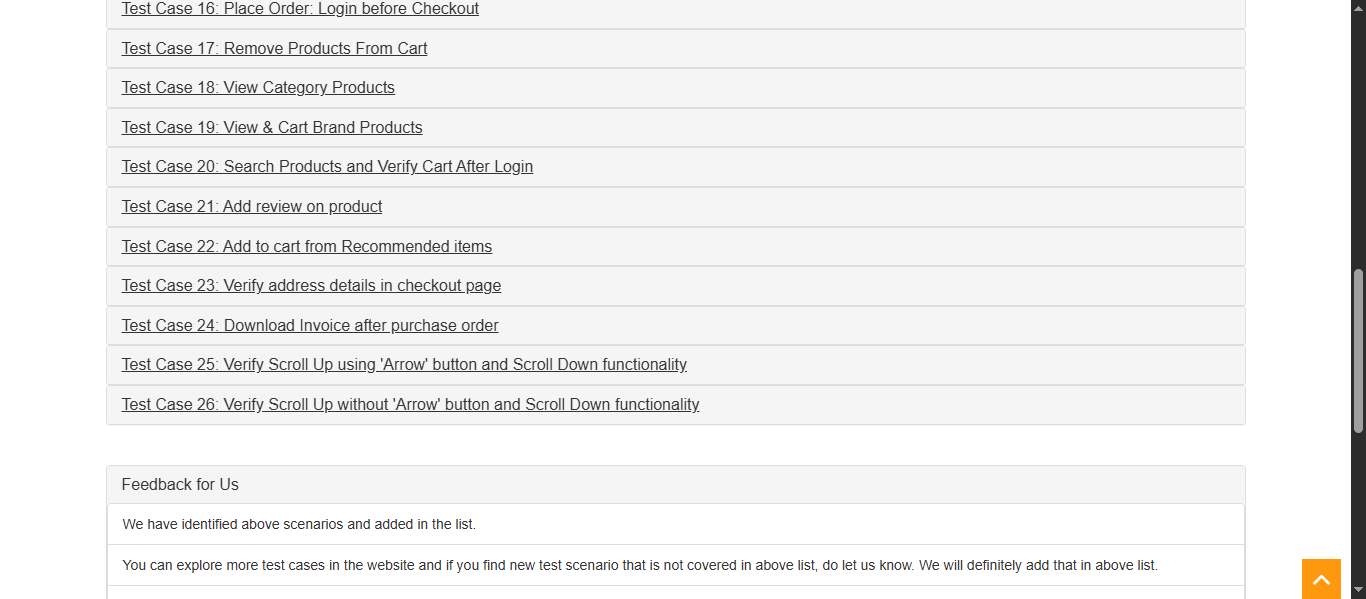 Test Case 16: Place Order: Login before Checkout
Test Case 17: Remove Products From Cart
Test Case 18: View Category Products
Test Case 19: View & Cart Brand Products
Test Case 20: Search Products and Verify Cart After Login
Test Case 21: Add review on product
Test Case 22: Add to cart from Recommended items
Test Case 23: Verify address details in checkout page
Test Case 24: Download Invoice after purchase order
Test Case 25: Verify Scroll Up using 'Arrow' button and Scroll Down functionality
Test Case 26: Verify Scroll Up without 'Arrow' button and Scroll Down functionality
Feedback for Us
We have identified above scenarios and added in the list.
You can explore more test cases in the website and if you find new test scenario that is not covered in above list, do let us know. We will definitely add that in above list.